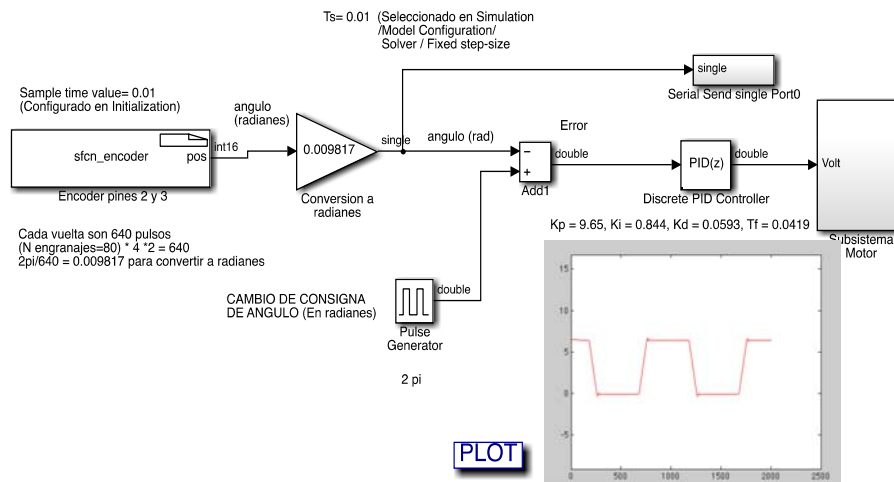 Ts= 0.01  (Seleccionado en Simulation
/Model Configuration/
Solver / Fixed step-size
single
Serial Send single Port0
Sample time value= 0.01
(Configurado en Initialization)
sfcn_encoder
pos
int16
Encoder pines 2 y 3
angulo
(radianes)
0.009817
single
Conversion a
radianes
angulo (rad)
Error
−
+
double
Add1
PID(z)
double
Discrete PID Controller
Volt
Subsistema
Motor
Kp = 9.65, Ki = 0.844, Kd = 0.0593, Tf = 0.0419
Cada vuelta son 640 pulsos
(N engranajes=80) * 4 *2 = 640
2pi/640 = 0.009817 para convertir a radianes
CAMBIO DE CONSIGNA
DE ANGULO (En radianes)
double
Pulse
Generator
2 pi
PLOT
15
10
5
0
-5
0
500
1000
1500
2000
2500